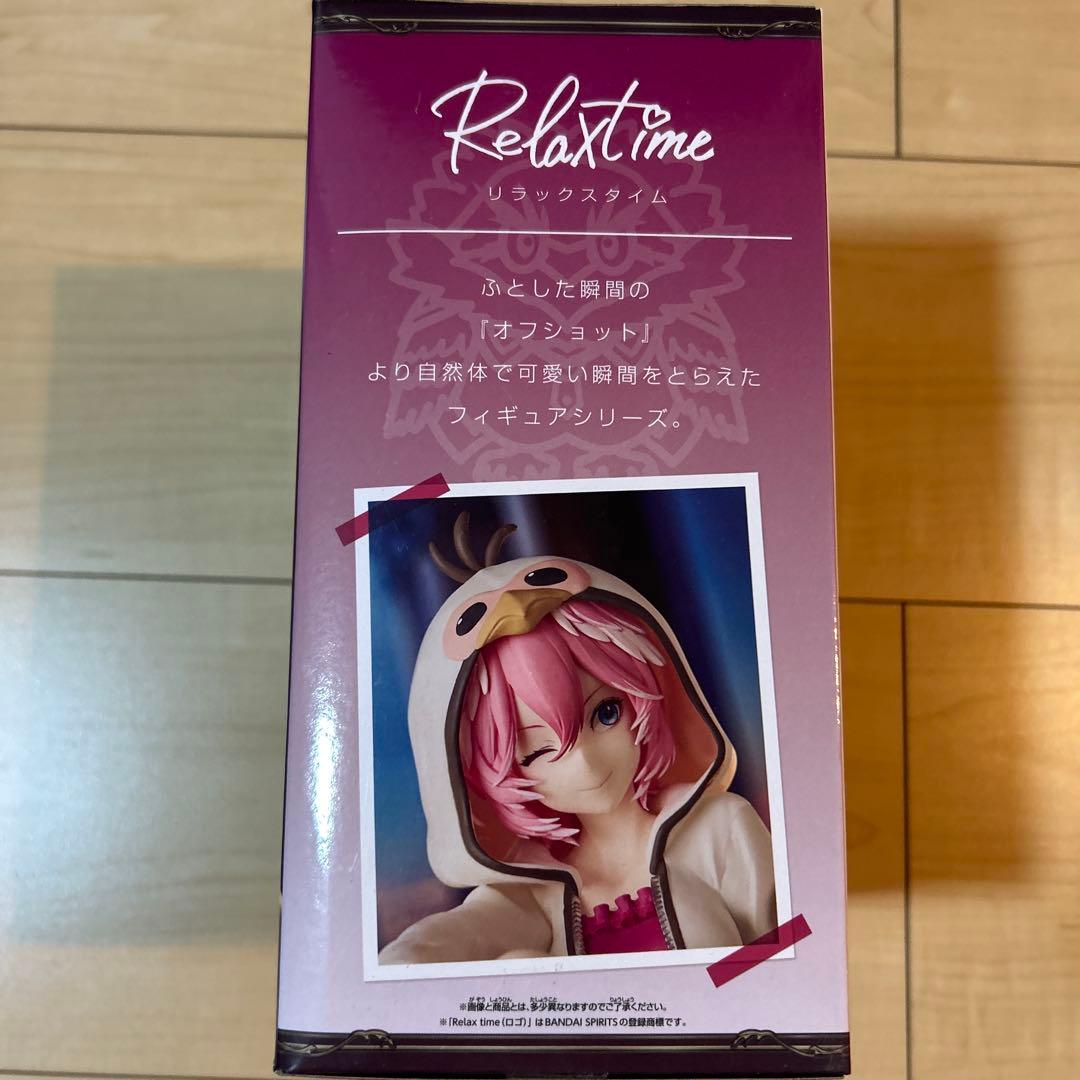 Relaxtime
リラックスタイム
ふとした瞬間の
『オフショット』
より自然体で可愛い瞬間をとらえた
フィギュアシリーズ。
※画像と商品とは、多少異なりますのでご了承ください。
※「Relax time（ロゴ）」はBANDAI SPIRITSの登録商標です。